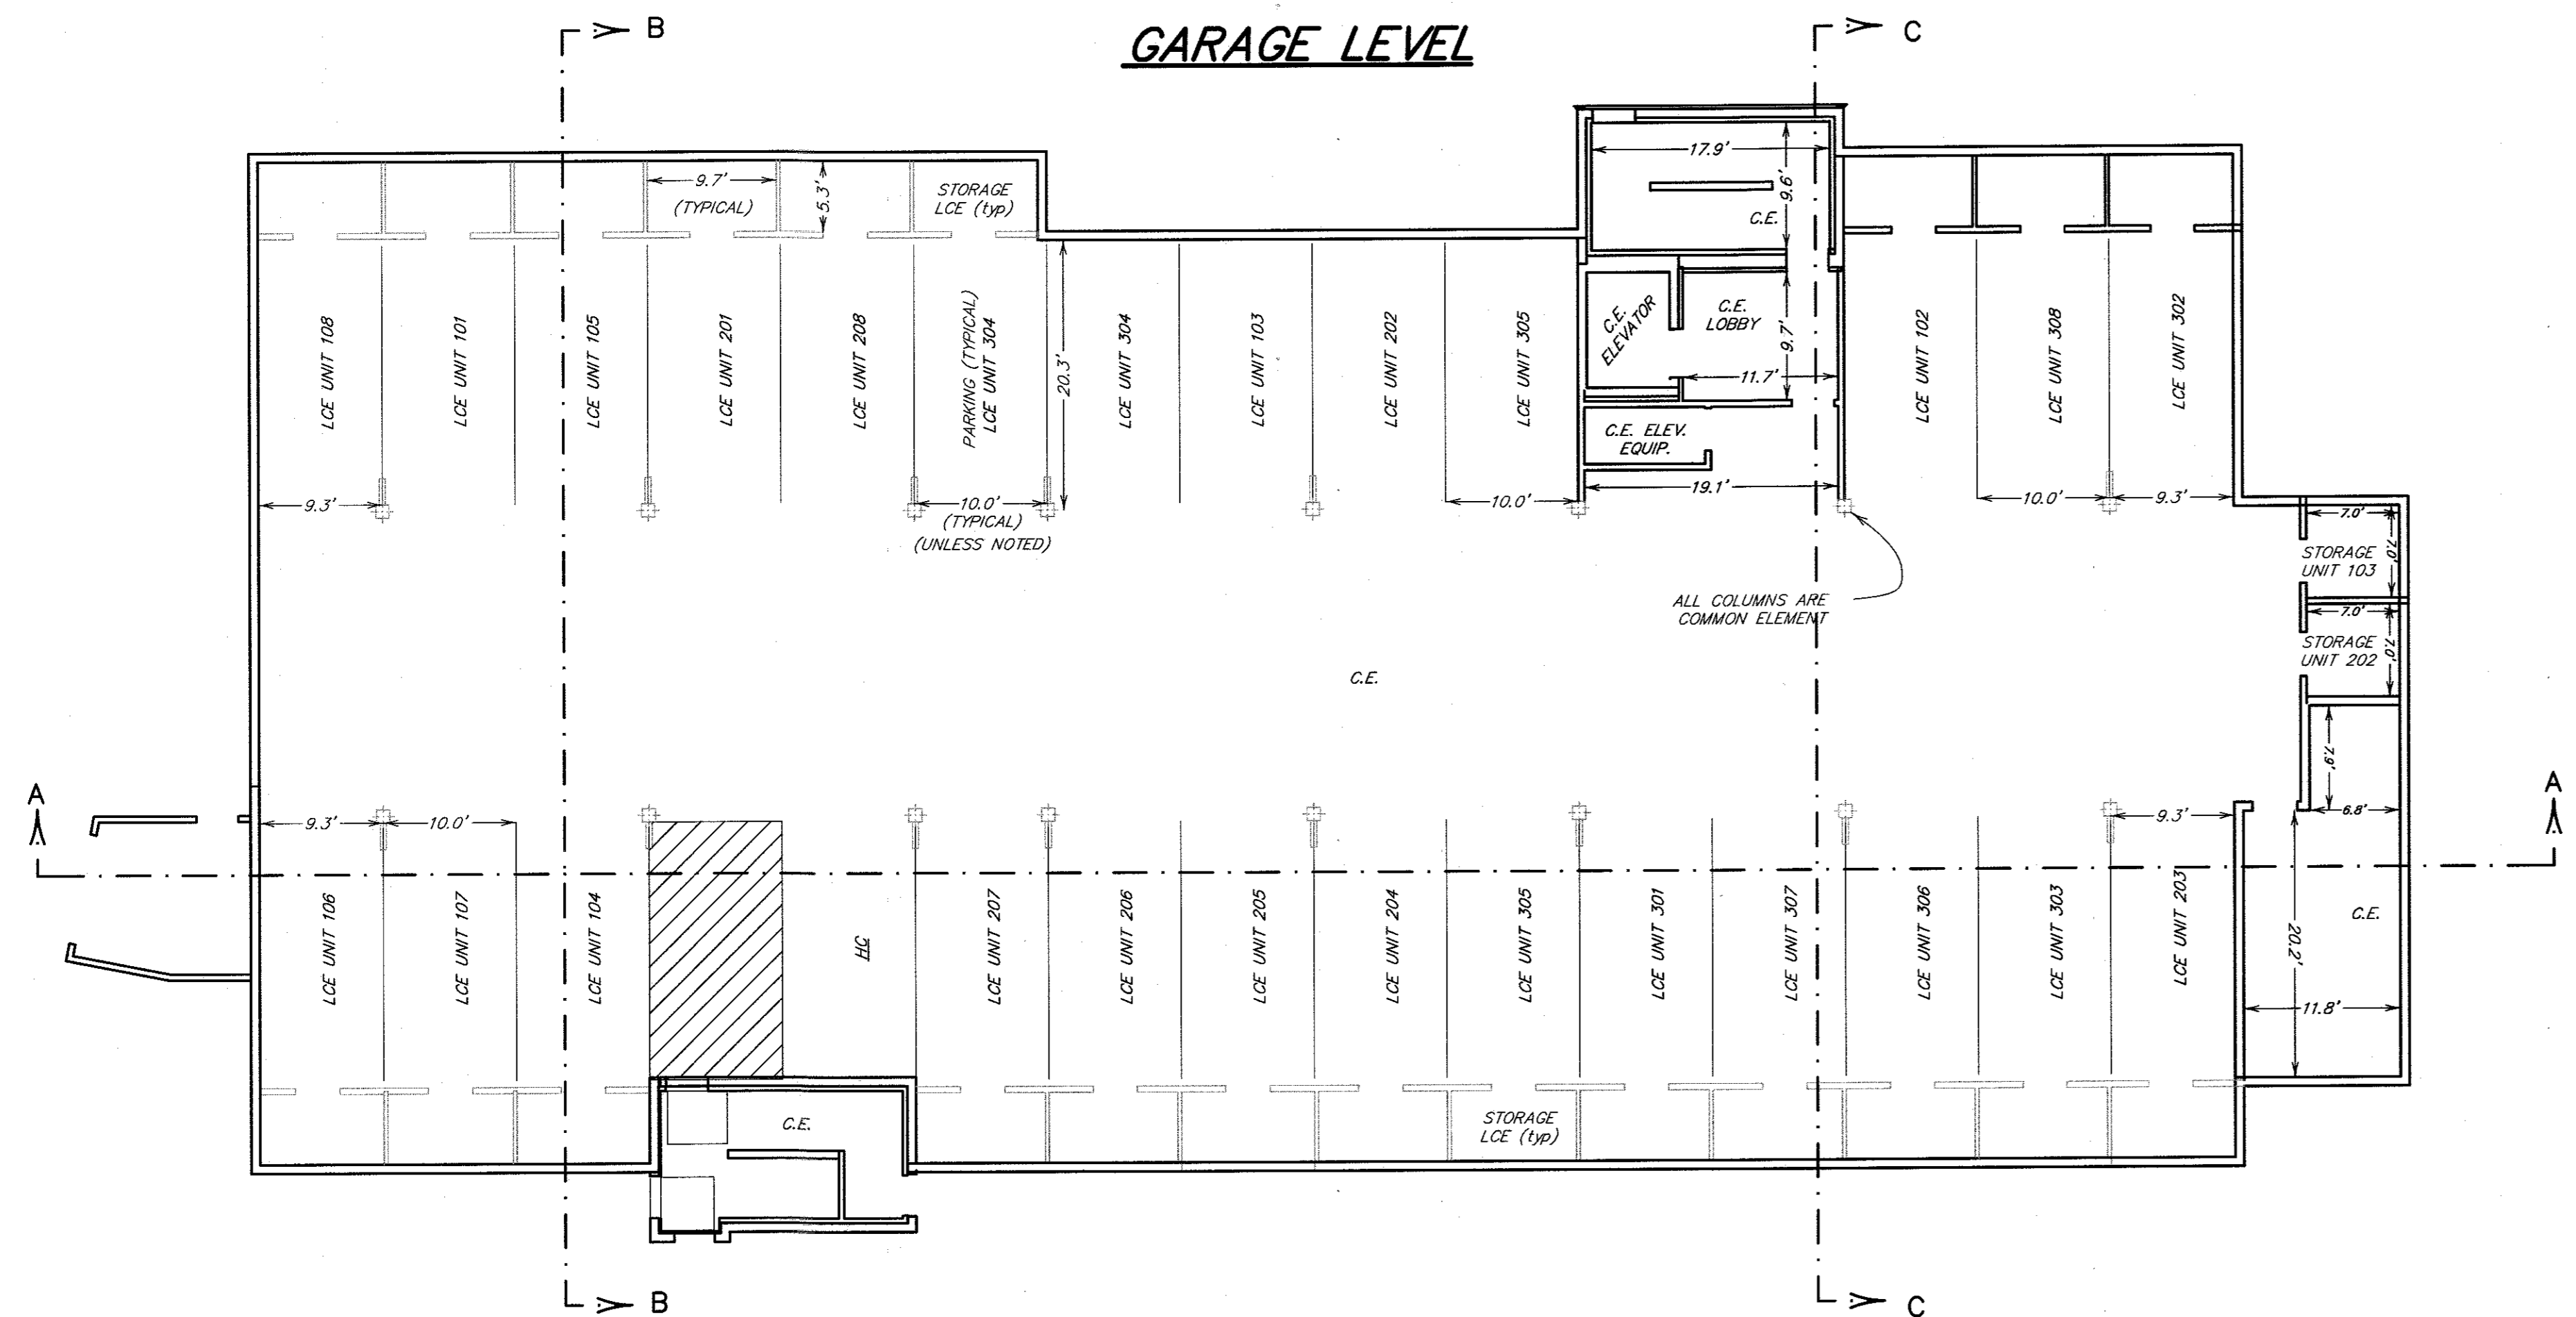 GARAGE LEVEL
B
C
9.7'
(TYPICAL)
5.3'
STORAGE
LCE (typ)
17.9'
9.6'
C.E.
LCE UNIT 108
LCE UNIT 101
LCE UNIT 105
LCE UNIT 201
LCE UNIT 208
PARKING (TYPICAL)
LCE UNIT 304
20.3'
LCE UNIT 304
LCE UNIT 103
LCE UNIT 202
LCE UNIT 305
C.E.
ELEVATOR
C.E.
LOBBY
9.7'
11.7'
C.E. ELEV.
EQUIP.
19.1'
LCE UNIT 102
LCE UNIT 308
LCE UNIT 302
9.3'
10.0'
(TYPICAL)
(UNLESS NOTED)
10.0'
10.0'
9.3'
7.0'
7.0'
STORAGE
UNIT 103
7.0'
7.0'
STORAGE
UNIT 202
ALL COLUMNS ARE
COMMON ELEMENT
C.E.
7.9'
6.8'
A
A
9.3'
10.0'
9.3'
LCE UNIT 106
LCE UNIT 107
LCE UNIT 104
HC
LCE UNIT 207
LCE UNIT 206
LCE UNIT 205
LCE UNIT 204
LCE UNIT 305
LCE UNIT 301
LCE UNIT 307
LCE UNIT 306
LCE UNIT 303
LCE UNIT 203
20.2'
C.E.
11.8'
C.E.
STORAGE
LCE (typ)
B
C